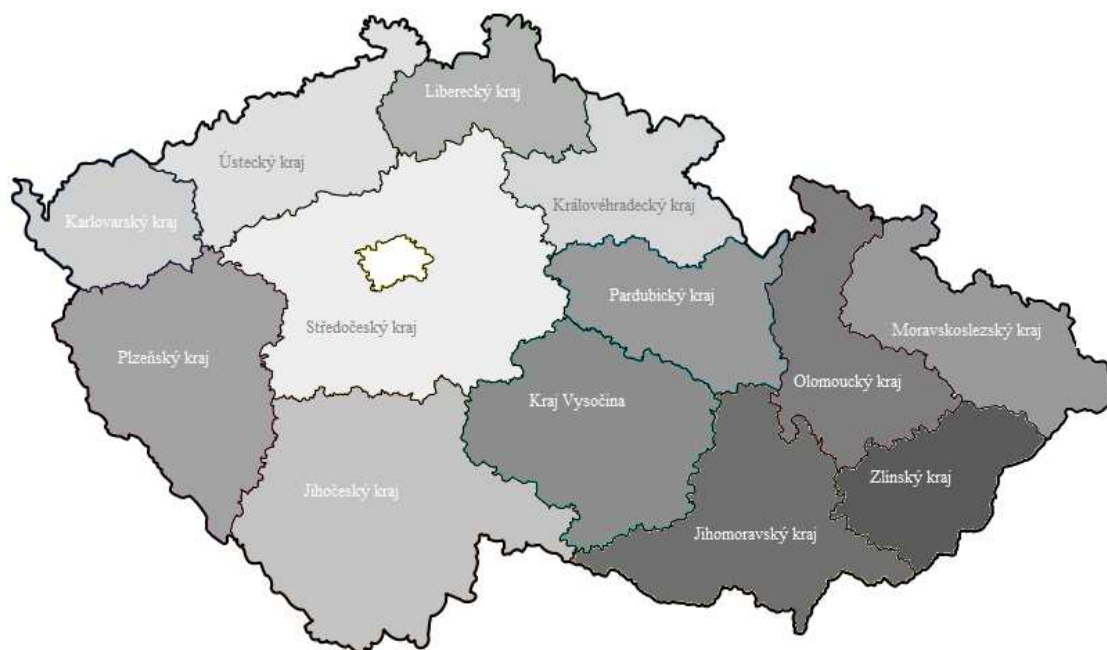 Liberecký kraj
Ústecký kraj
Karlovarský kraj
Královéhradecký kraj
Pardubický kraj
Středočeský kraj
Moravskoslezský kraj
Plzeňský kraj
Olomoucký kraj
Kraj Vysočina
Zlínský kraj
Jihočeský kraj
Jihomoravský kraj